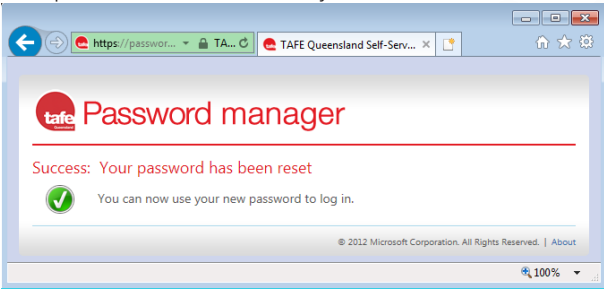 https://passwor... TA... TAFE Queensland Self-Serv...
tafe
Queensland
Password manager
Success: Your password has been reset
You can now use your new password to log in.
© 2012 Microsoft Corporation. All Rights Reserved. | About
100%